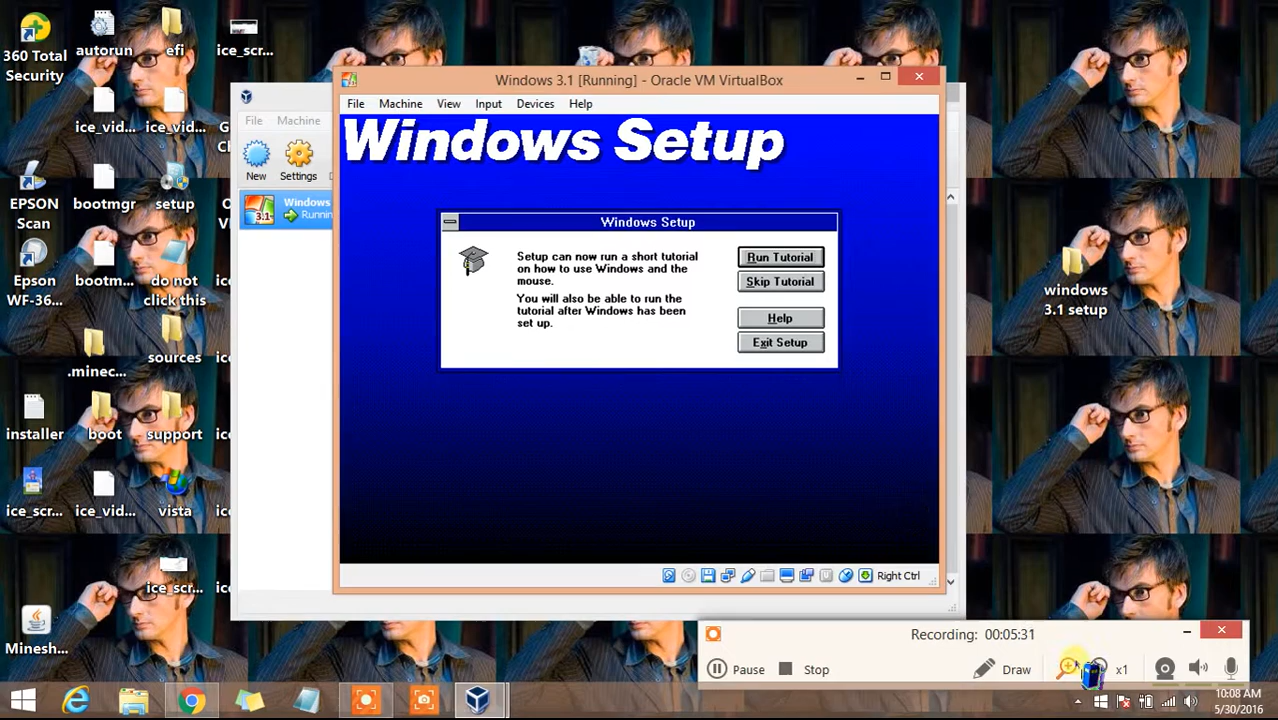 360 Total
Security
autorun
efi
ice_scr...
ice_vid...
ice_vid...
EPSON
Scan
bootmgr
setup
Epson
WF-36...
bootm...
do not
click this
.minec...
sources
installer
boot
support
ice_scr...
ice_vid...
vista
ice_scr...
Minesh...
File
Machine
New
Settings
3.1
Windows
Runnin
Windows 3.1 [Running] - Oracle VM VirtualBox
File Machine View Input Devices Help
Windows Setup
Windows Setup
Setup can now run a short tutorial
on how to use Windows and the
mouse.
You will also be able to run the
tutorial after Windows has been
set up.
Run Tutorial
Skip Tutorial
Help
Exit Setup
Right Ctrl
windows
3.1 setup
Recording: 00:05:31
Pause
Stop
Draw
x1
10:08 AM
5/30/2016